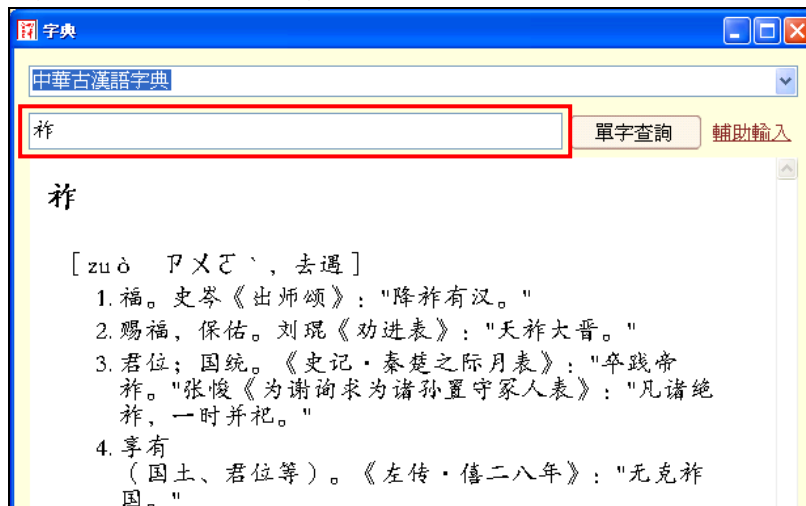 字典
中華古漢語字典
祚
單字查詢 輔助輸入
祚
[zuò ㄗㄨㄛˋ, 去遇]
1. 福。史岑《出师颂》: "降祚有汉。"
2. 赐福, 保佑。刘琨《劝进表》: "天祚大晋。"
3. 君位; 国统。《史记·秦楚之际月表》: "卒践帝
祚。"张悛《为谢询求为诸孙置守冢人表》: "凡诸绝
祚, 一时并祀。"
4. 享有
(国土、君位等)。《左传·僖二八年》: "无克祚
国。"